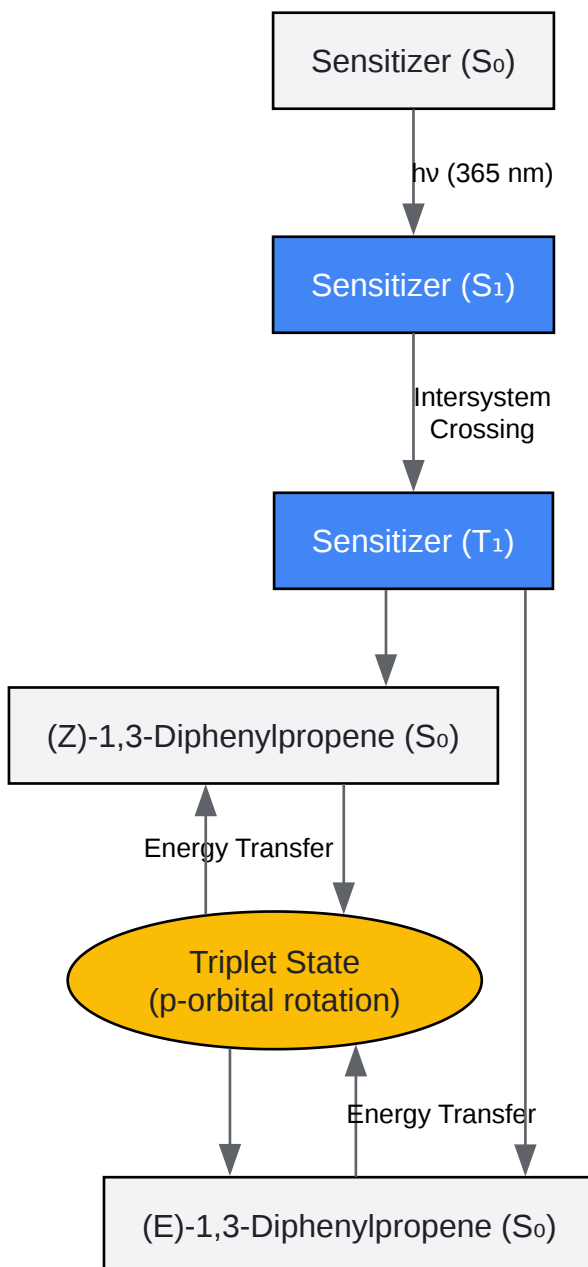 Sensitizer (S₀)
hν (365 nm)
Sensitizer (S₁)
Intersystem
Crossing
Sensitizer (T₁)
(Z)-1,3-Diphenylpropene (S₀)
Energy Transfer
Triplet State
(p-orbital rotation)
Energy Transfer
(E)-1,3-Diphenylpropene (S₀)